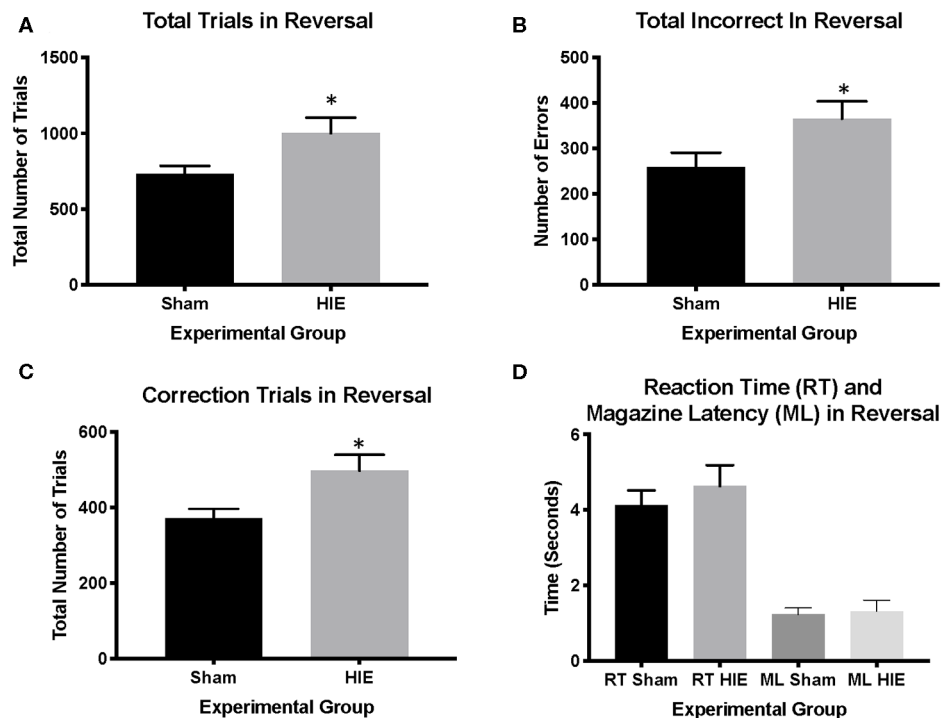 A
Total Trials in Reversal
Total Number of Trials
1500
1000
500
0
*
Sham HIE
Experimental Group
B
Total Incorrect In Reversal
Number of Errors
500
400
300
200
100
0
*
Sham HIE
Experimental Group
C
Correction Trials in Reversal
Total Number of Trials
600
400
200
0
*
Sham HIE
Experimental Group
D
Reaction Time (RT) and
Magazine Latency (ML) in Reversal
Time (Seconds)
6
4
2
0
RT Sham RT HIE ML Sham ML HIE
Experimental Group